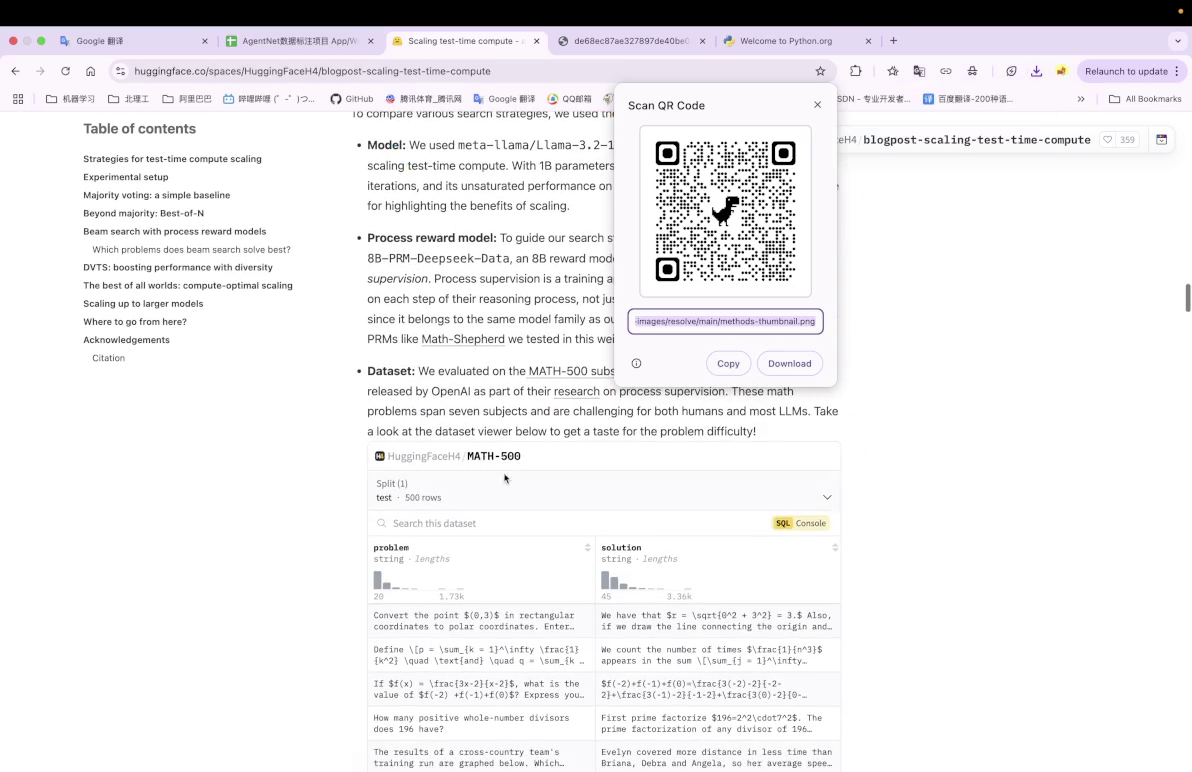 Google 翻译
AgentNet数据标注项目 App/W
Scaling test-time compute - a
de68ec87ae327897de40be0
Welcome to Python.org
huggingface.co/spaces/HuggingFaceH4/blogpost-scaling-test-time-compute
Relaunch to update
机器学习
北理工
阿里巴巴
哔哩哔哩 (゜-゜)つ...
GitHub
腾讯体育_腾讯网
Google 翻译
QQ邮箱
SDN - 专业开发者...
百度翻译-200种语...
All Bookmarks
Table of contents
Strategies for test-time compute scaling
Experimental setup
Majority voting: a simple baseline
Beyond majority: Best-of-N
Beam search with process reward models
Which problems does beam search solve best?
DVTS: boosting performance with diversity
The best of all worlds: compute-optimal scaling
Scaling up to larger models
Where to go from here?
Acknowledgements
Citation
To compare various search strategies, we used the
• Model: We used meta-llama/Llama-3.2-1
scaling test-time compute. With 1B parameters
iterations, and its unsaturated performance on
for highlighting the benefits of scaling.
• Process reward model: To guide our search s
8B-PRM-Deepseek-Data, an 8B reward mod
supervision. Process supervision is a training a
on each step of their reasoning process, not jus
since it belongs to the same model family as ou
PRMs like Math-Shepherd we tested in this wei
• Dataset: We evaluated on the MATH-500 subs
released by OpenAI as part of their research on process supervision. These math
problems span seven subjects and are challenging for both humans and most LLMs. Take
a look at the dataset viewer below to get a taste for the problem difficulty!
Scan QR Code
-images/resolve/main/methods-thumbnail.png
Copy
Download
eH4/ blogpost-scaling-test-time-compute
359
HuggingFaceH4/MATH-500
Split (1)
test · 500 rows
Search this dataset
SQL Console
problem
string · lengths
20 1.73k
solution
string · lengths
45 3.36k
Convert the point $(0,3)$ in rectangular
coordinates to polar coordinates. Enter…
We have that $r = \sqrt{0^2 + 3^2} = 3.$ Also,
if we draw the line connecting the origin and…
Define \[p = \sum_{k = 1}^\infty \frac{1}
{k^2} \quad \text{and} \quad q = \sum_{k …
We count the number of times $\frac{1}{n^3}$
appears in the sum \[\sum_{j = 1}^\infty…
If $f(x) = \frac{3x-2}{x-2}$, what is the
value of $f(-2) +f(-1)+f(0)$? Express you…
$f(-2)+f(-1)+f(0)=\frac{3(-2)-2}{-2-
2}+\frac{3(-1)-2}{-1-2}+\frac{3(0)-2}{0-…
How many positive whole-number divisors
does 196 have?
First prime factorize $196=2^2\cdot7^2$. The
prime factorization of any divisor of 196…
The results of a cross-country team's
training run are graphed below. Which…
Evelyn covered more distance in less time than
Briana, Debra and Angela, so her average spee…